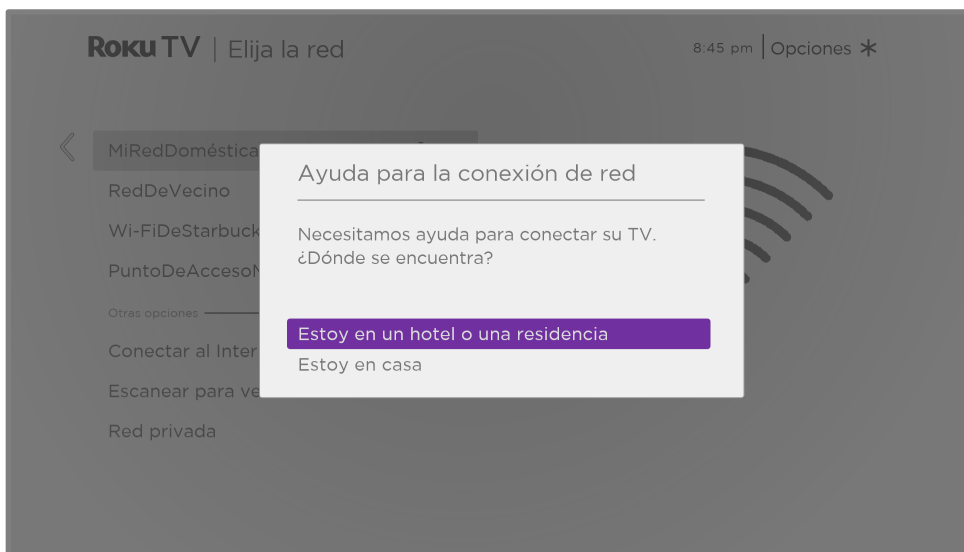 Roku TV | Elija la red
8:45 pm | Opciones
MiRedDoméstica
RedDeVecino
Wi-FiDeStarbuck
PuntoDeAcceso
Otras opciones
Conectar al Inter
Escanear para ve
Red privada
Ayuda para la conexión de red
Necesitamos ayuda para conectar su TV.
¿Dónde se encuentra?
Estoy en un hotel o una residencia
Estoy en casa